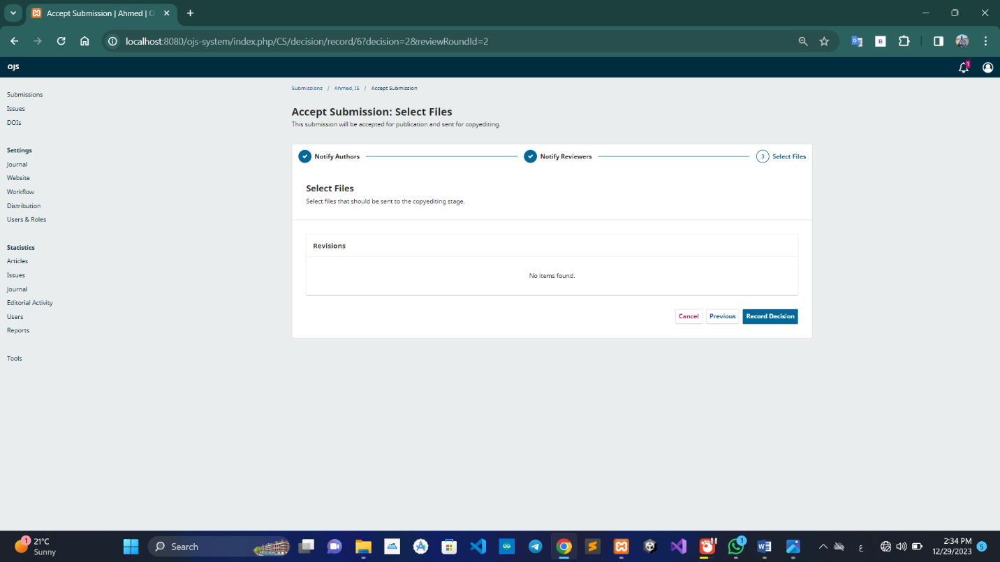 Accept Submission | Ahmed | O
localhost:8080/ojs-system/index.php/CS/decision/record/6?decision=2&reviewRoundId=2
B
OJS
1
Submissions
Issues
DOIs
Settings
Journal
Website
Workflow
Distribution
Users & Roles
Statistics
Articles
Issues
Journal
Editorial Activity
Users
Reports
Tools
Submissions / Ahmed, IS / Accept Submission
Accept Submission: Select Files
This submission will be accepted for publication and sent for copyediting.
Notify Authors
Notify Reviewers
3 Select Files
Select Files
Select files that should be sent to the copyediting stage.
Revisions
No items found.
Cancel Previous Record Decision
1
21°C
Sunny
Search
1
ع
2:34 PM
12/29/2023
5